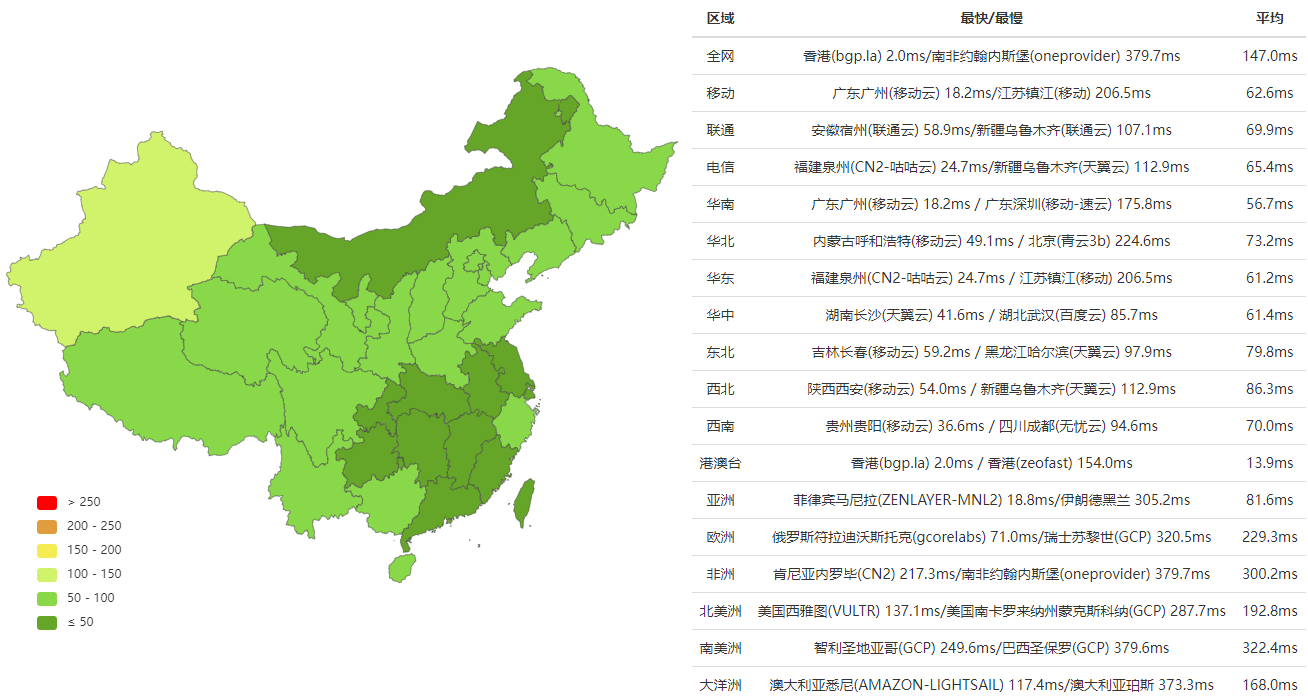 区域 最快/最慢 平均
全网 香港(bgp.la) 2.0ms/南非约翰内斯堡(oneprovider) 379.7ms 147.0ms
移动 广东广州(移动云) 18.2ms/江苏镇江(移动) 206.5ms 62.6ms
联通 安徽宿州(联通云) 58.9ms/新疆乌鲁木齐(联通云) 107.1ms 69.9ms
电信 福建泉州(CN2-咕咕云) 24.7ms/新疆乌鲁木齐(天翼云) 112.9ms 65.4ms
华南 广东广州(移动云) 18.2ms / 广东深圳(移动-速云) 175.8ms 56.7ms
华北 内蒙古呼和浩特(移动云) 49.1ms / 北京(青云3b) 224.6ms 73.2ms
华东 福建泉州(CN2-咕咕云) 24.7ms / 江苏镇江(移动) 206.5ms 61.2ms
华中 湖南长沙(天翼云) 41.6ms / 湖北武汉(百度云) 85.7ms 61.4ms
东北 吉林长春(移动云) 59.2ms / 黑龙江哈尔滨(天翼云) 97.9ms 79.8ms
西北 陕西西安(移动云) 54.0ms / 新疆乌鲁木齐(天翼云) 112.9ms 86.3ms
西南 贵州贵阳(移动云) 36.6ms / 四川成都(无忧云) 94.6ms 70.0ms
港澳台 香港(bgp.la) 2.0ms / 香港(zeofast) 154.0ms 13.9ms
亚洲 菲律宾马尼拉(ZENLAYER-MNL2) 18.8ms/伊朗德黑兰 305.2ms 81.6ms
欧洲 俄罗斯符拉迪沃斯托克(gcorelabs) 71.0ms/瑞士苏黎世(GCP) 320.5ms 229.3ms
非洲 肯尼亚内罗毕(CN2) 217.3ms/南非约翰内斯堡(oneprovider) 379.7ms 300.2ms
北美洲 美国西雅图(VULTR) 137.1ms/美国南卡罗来纳州蒙克斯科纳(GCP) 287.7ms 192.8ms
南美洲 智利圣地亚哥(GCP) 249.6ms/巴西圣保罗(GCP) 379.6ms 322.4ms
大洋洲 澳大利亚悉尼(AMAZON-LIGHTSAIL) 117.4ms/澳大利亚珀斯 373.3ms 168.0ms
> 250
200 - 250
150 - 200
100 - 150
50 - 100
≤ 50